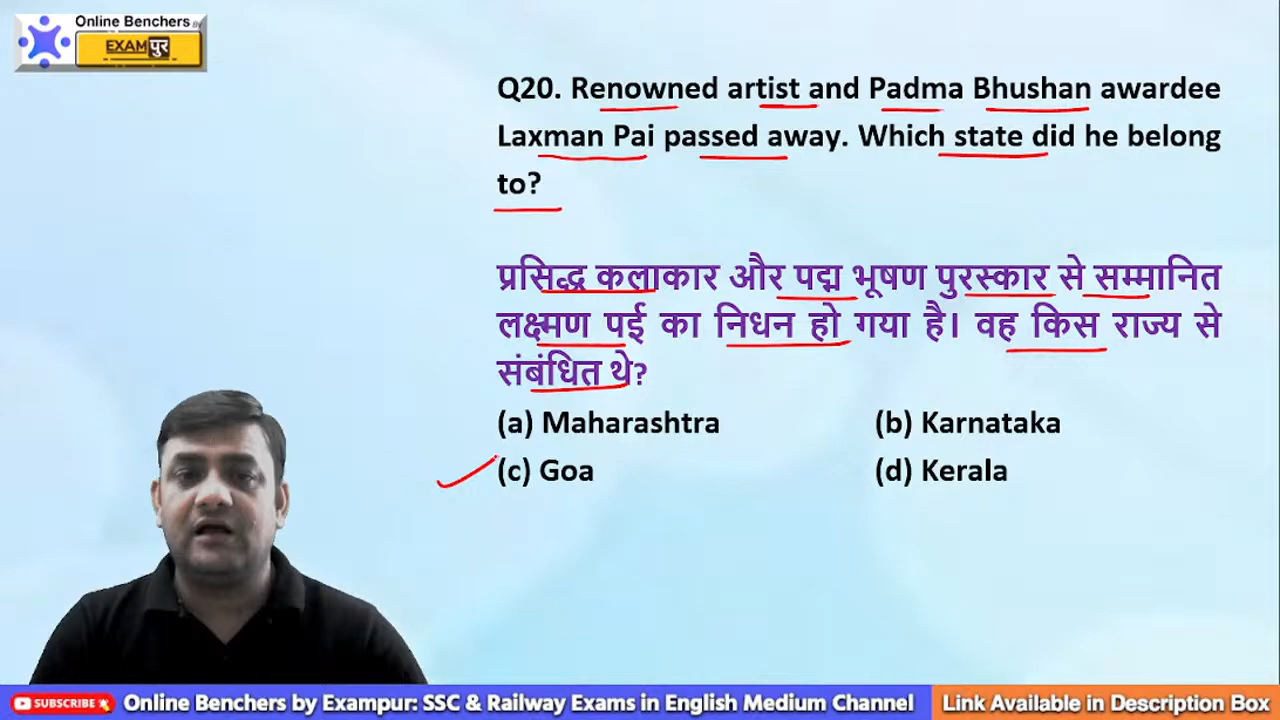 Online Benchers By
EXAMपुर
Q20. Renowned artist and Padma Bhushan awardee
Laxman Pai passed away. Which state did he belong
to?
प्रसिद्ध कलाकार और पद्म भूषण पुरस्कार से सम्मानित
लक्ष्मण पई का निधन हो गया है। वह किस राज्य से
संबंधित थे?
(a) Maharashtra (b) Karnataka
(c) Goa (d) Kerala
SUBSCRIBE Online Benchers by Exampur: SSC & Railway Exams in English Medium Channel Link Available in Description Box